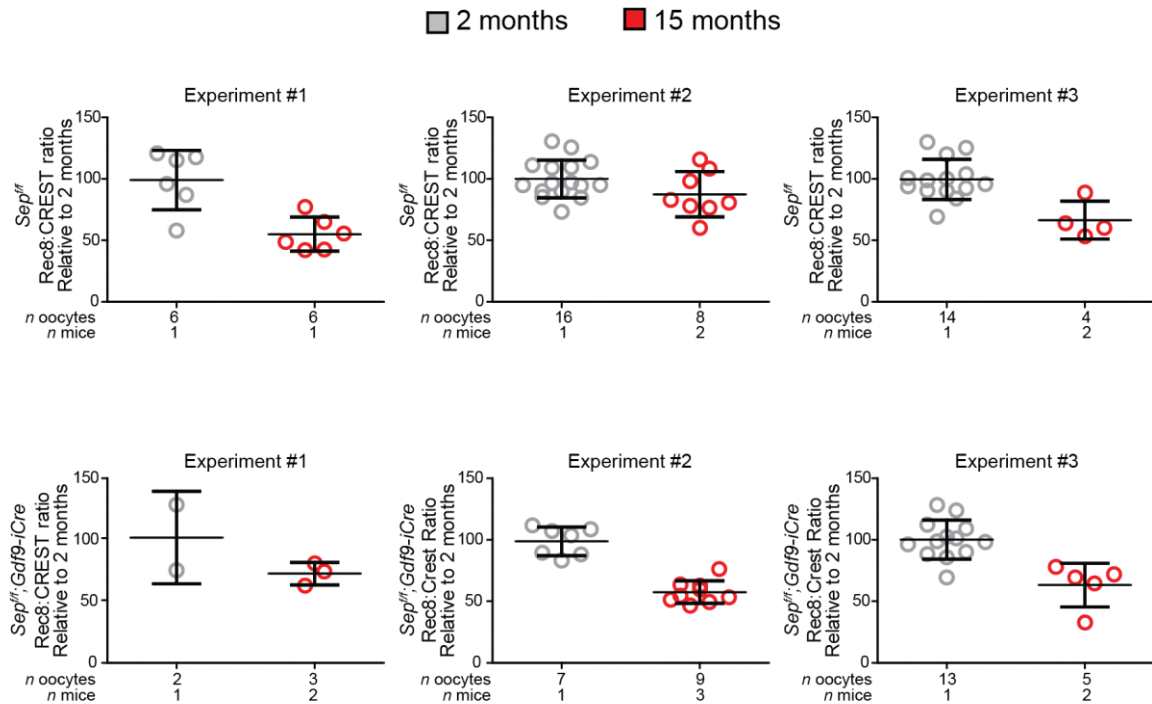 2 months 15 months
Experiment #1
Sep^f/f
Rec8:CREST ratio
Relative to 2 months
150
100
50
0
n oocytes 6 6
n mice 1 1
Experiment #2
Sep^f/f
Rec8:CREST ratio
Relative to 2 months
150
100
50
0
n oocytes 16 8
n mice 1 2
Experiment #3
Sep^f/f
Rec8:CREST ratio
Relative to 2 months
150
100
50
0
n oocytes 14 4
n mice 1 2
Experiment #1
Sep^f/f;Gdf9-iCre
Rec8:CREST ratio
Relative to 2 months
150
100
50
0
n oocytes 2 3
n mice 1 2
Experiment #2
Sep^f/f;Gdf9-iCre
Rec8:Crest Ratio
Relative to 2 months
150
100
50
0
n oocytes 7 9
n mice 1 3
Experiment #3
Sep^f/f;Gdf9-iCre
Rec8:Crest Ratio
Relative to 2 months
150
100
50
0
n oocytes 13 5
n mice 1 2